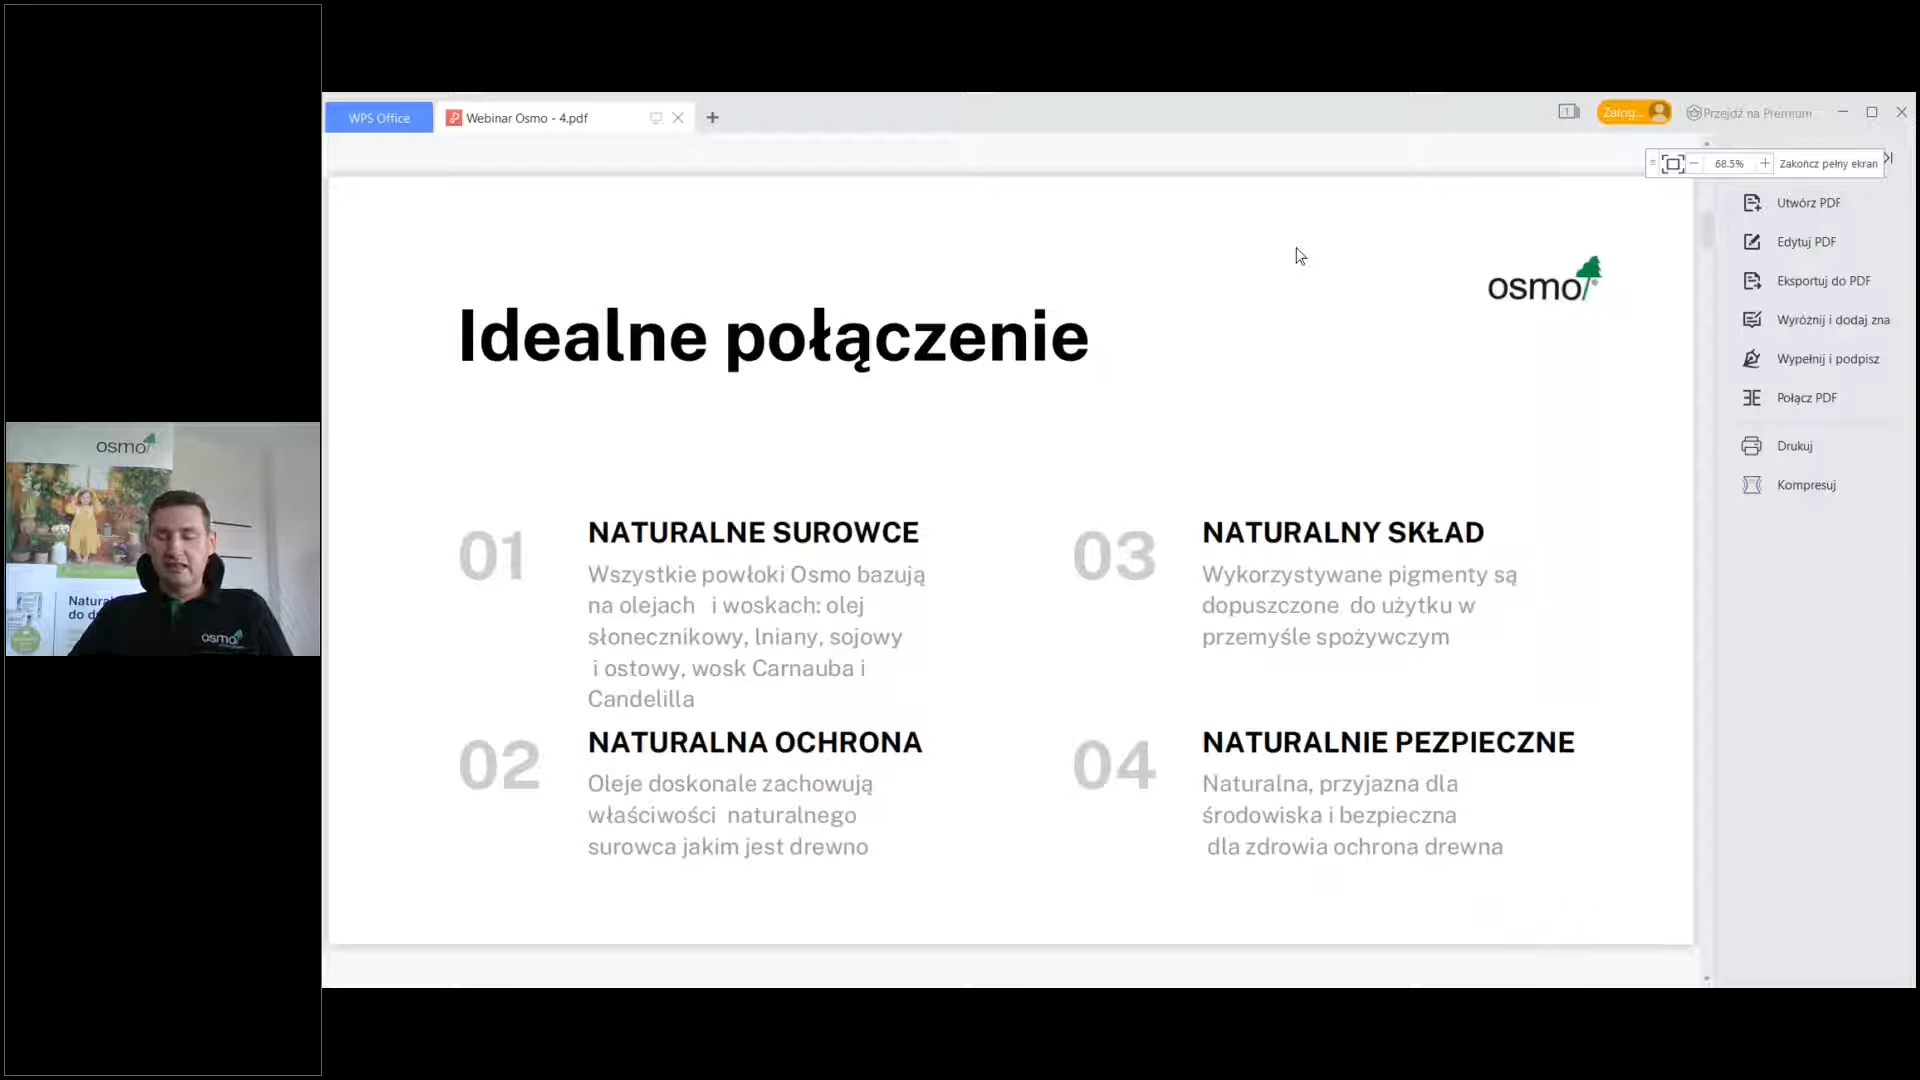 WPS Office
Webinar Osmo - 4.pdf
Zalog...
Przejdź na Premium
68.5%
Zakończ pełny ekran
Utwórz PDF
Edytuj PDF
Eksportuj do PDF
Wyróżnij i dodaj zna
Wypełnij i podpisz
Połącz PDF
Drukuj
Kompresuj
osmo
Idealne połączenie
01
NATURALNE SUROWCE
Wszystkie powłoki Osmo bazują
na olejach i woskach: olej
słonecznikowy, lniany, sojowy
i ostowy, wosk Carnauba i
Candelilla
02
NATURALNA OCHRONA
Oleje doskonale zachowują
właściwości naturalnego
surowca jakim jest drewno
03
NATURALNY SKŁAD
Wykorzystywane pigmenty są
dopuszczone do użytku w
przemyśle spożywczym
04
NATURALNIE PEZPIECZNE
Naturalna, przyjazna dla
środowiska i bezpieczna
dla zdrowia ochrona drewna
osmo
osmo